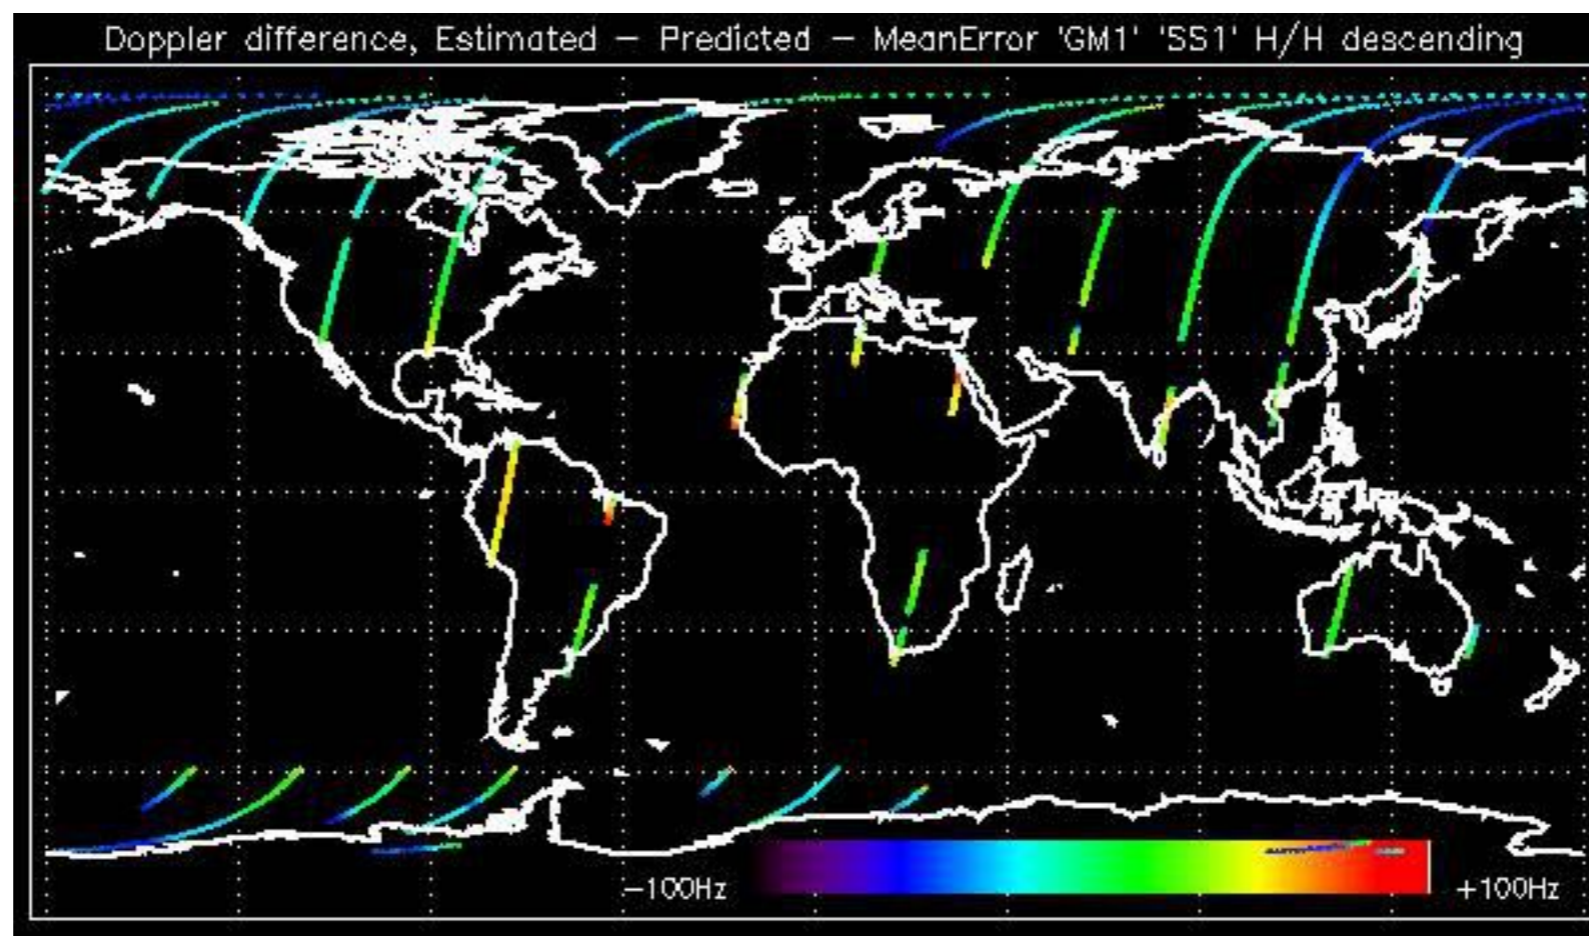 Doppler difference, Estimated – Predicted – MeanError 'GM1' 'SS1' H/H descending
–100Hz
+100Hz